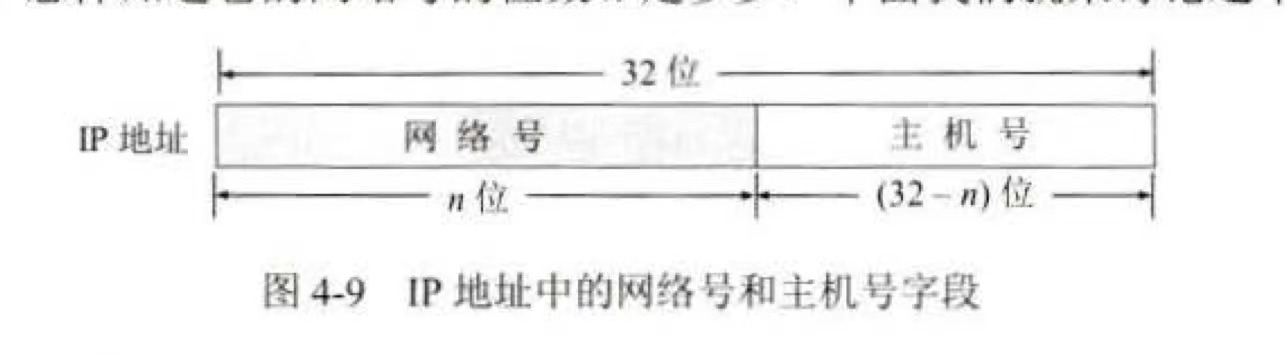 32 位
IP 地址
网 络 号
主 机 号
n 位
(32 – n) 位
图 4-9 IP 地址中的网络号和主机号字段